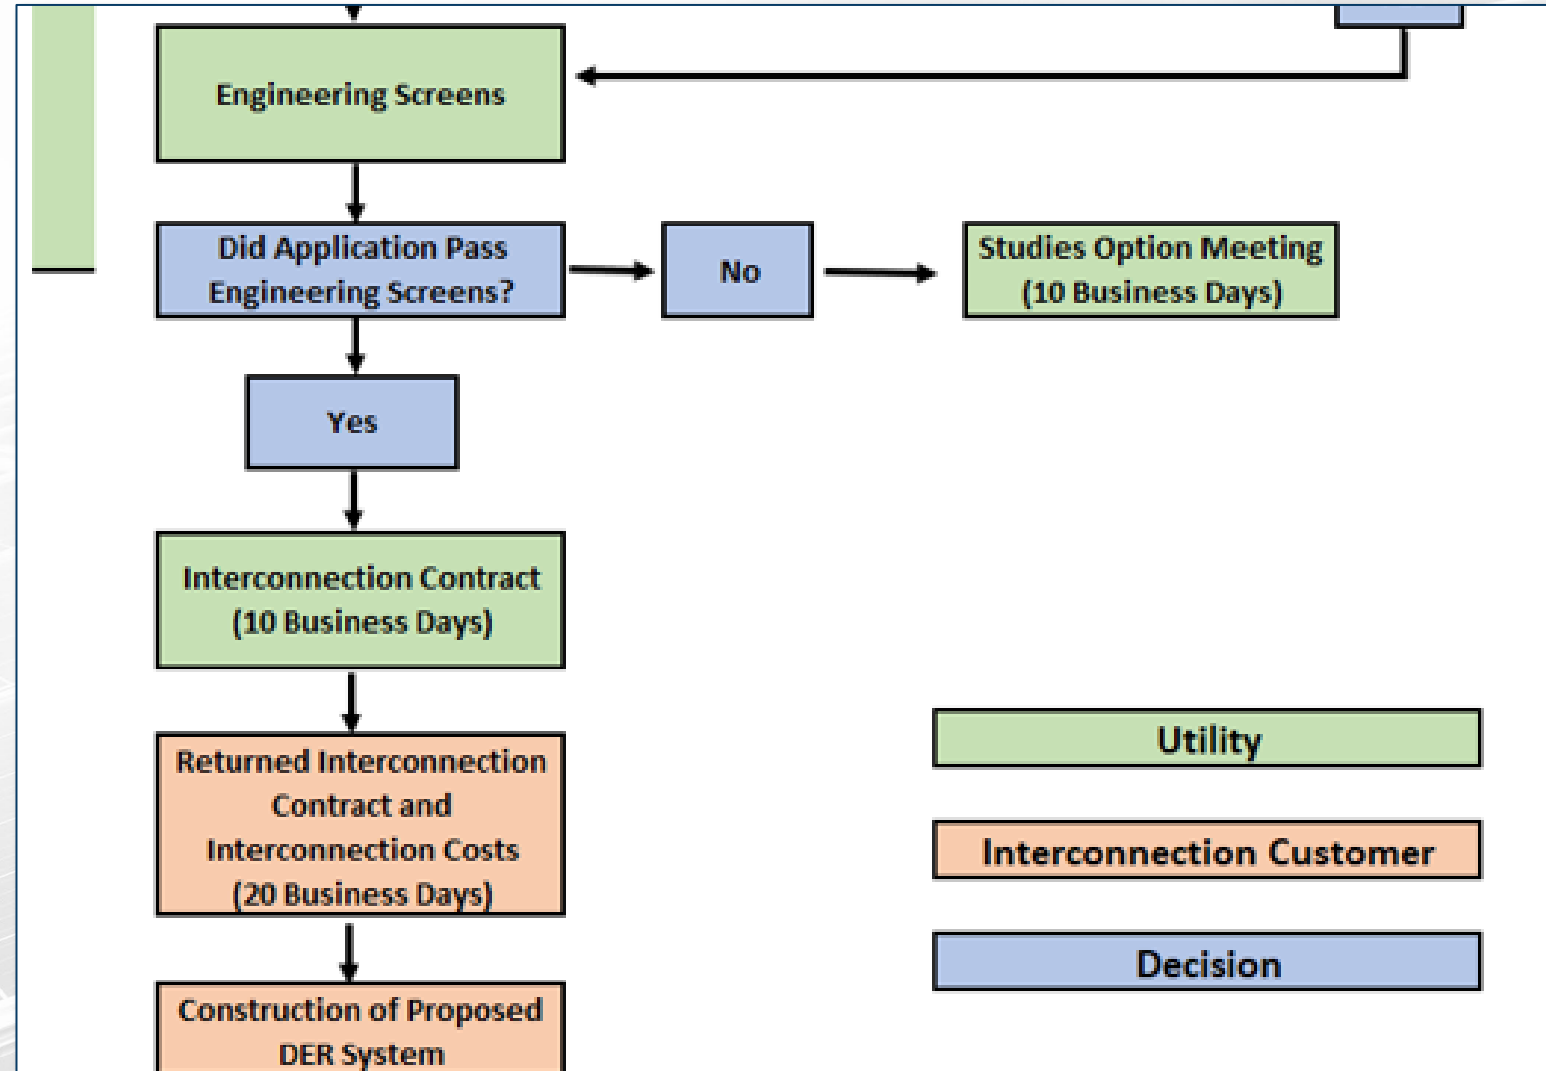 Engineering Screens
Did Application Pass
Engineering Screens?
No
Studies Option Meeting
(10 Business Days)
Yes
Interconnection Contract
(10 Business Days)
Returned Interconnection
Contract and
Interconnection Costs
(20 Business Days)
Construction of Proposed
DER System
Utility
Interconnection Customer
Decision